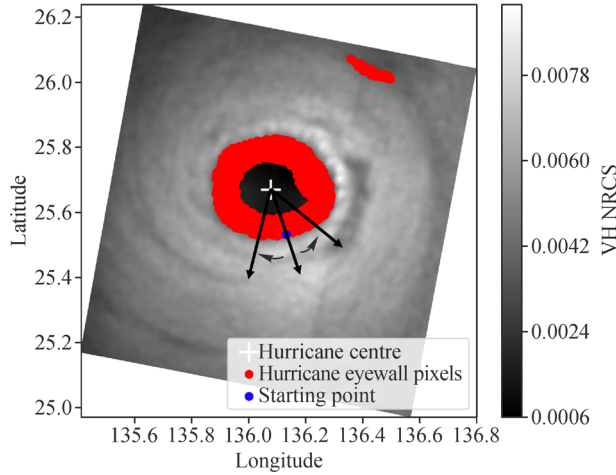 26.2
26.0
25.8
25.6
25.4
25.2
25.0
Latitude
135.6 135.8 136.0 136.2 136.4 136.6 136.8
Longitude
Hurricane centre
Hurricane eyewall pixels
Starting point
0.0078
0.0060
0.0042
0.0024
0.0006
VH NRCS